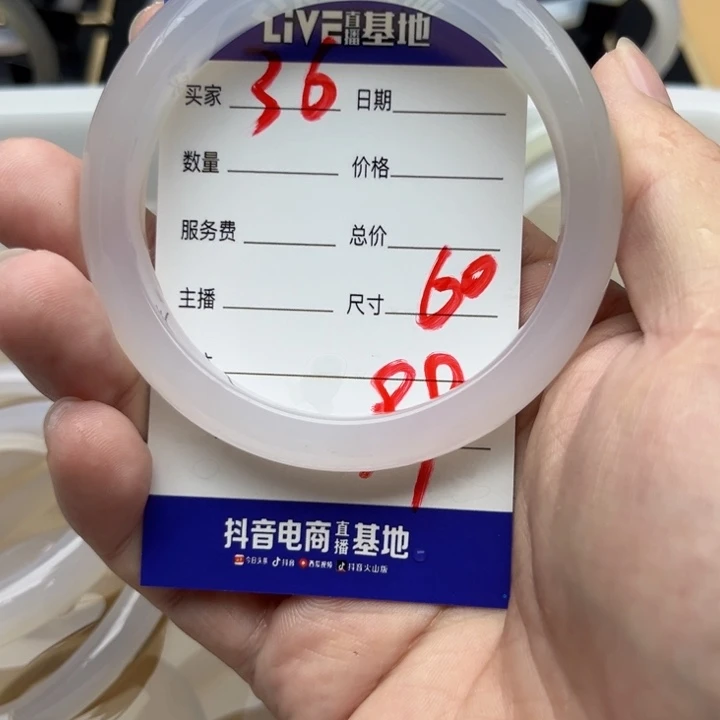 LiVE直播基地
买家 36 日期
数量 价格
服务费 总价
主播 尺寸 60
抖音电商直播基地
今日头条 抖音 西瓜视频 抖音火山版